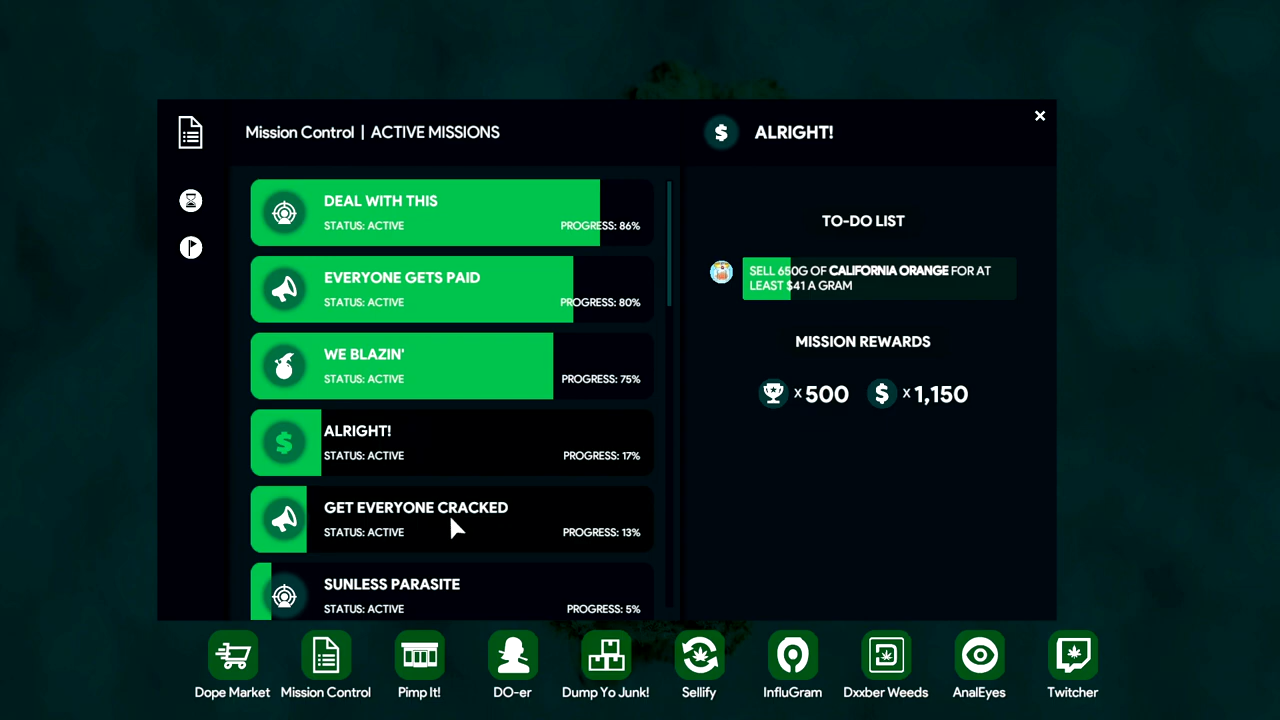 Mission Control | ACTIVE MISSIONS
DEAL WITH THIS
STATUS: ACTIVE
PROGRESS: 86%
EVERYONE GETS PAID
STATUS: ACTIVE
PROGRESS: 80%
WE BLAZIN'
STATUS: ACTIVE
PROGRESS: 75%
ALRIGHT!
STATUS: ACTIVE
PROGRESS: 17%
GET EVERYONE CRACKED
STATUS: ACTIVE
PROGRESS: 13%
SUNLESS PARASITE
STATUS: ACTIVE
PROGRESS: 5%
$ ALRIGHT!
TO-DO LIST
SELL 650G OF CALIFORNIA ORANGE FOR AT
LEAST $41 A GRAM
MISSION REWARDS
x 500 $ x 1,150
Dope Market
Mission Control
Pimp It!
DO-er
Dump Yo Junk!
Sellify
InfluGram
Dxxber Weeds
AnalEyes
Twitcher